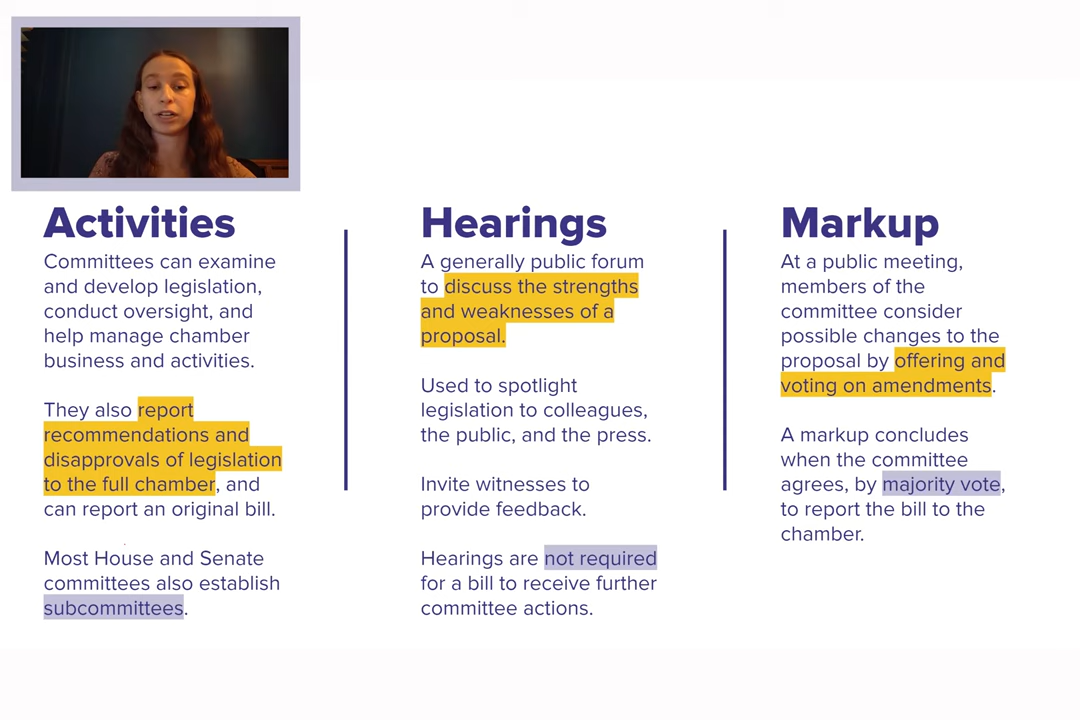 Activities
Committees can examine
and develop legislation,
conduct oversight, and
help manage chamber
business and activities.
They also report
recommendations and
disapprovals of legislation
to the full chamber, and
can report an original bill.
Most House and Senate
committees also establish
subcommittees.
Hearings
A generally public forum
to discuss the strengths
and weaknesses of a
proposal.
Used to spotlight
legislation to colleagues,
the public, and the press.
Invite witnesses to
provide feedback.
Hearings are not required
for a bill to receive further
committee actions.
Markup
At a public meeting,
members of the
committee consider
possible changes to the
proposal by offering and
voting on amendments.
A markup concludes
when the committee
agrees, by majority vote,
to report the bill to the
chamber.